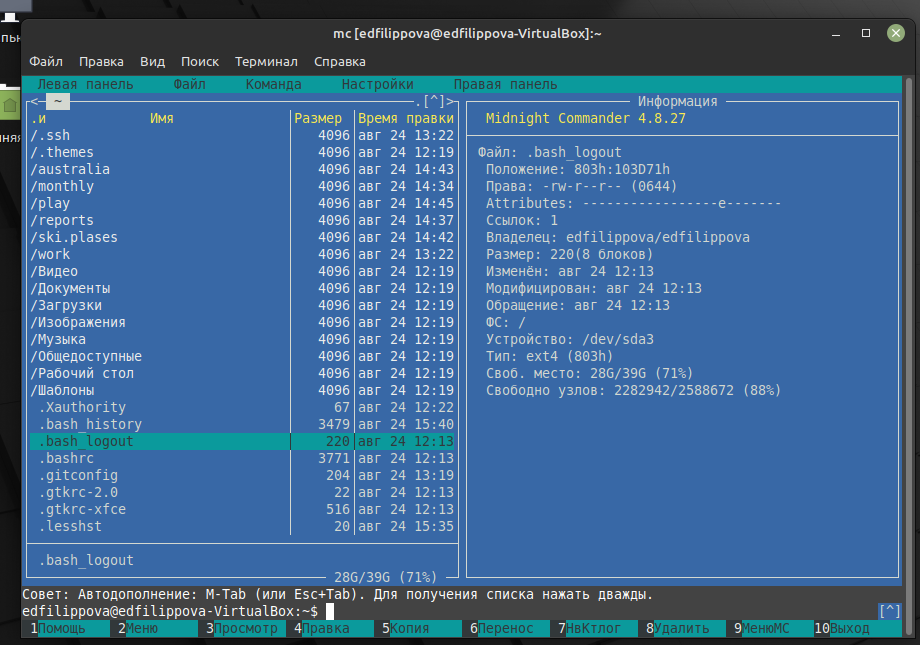 mc [edfilippova@edfilippova-VirtualBox]:~
Файл Правка Вид Поиск Терминал Справка
Левая панель Файл Команда Настройки Правая панель
<- ~ .[^]> Информация
.и Имя Размер Время правки Midnight Commander 4.8.27
/.ssh 4096 авг 24 13:22
/.themes 4096 авг 24 12:19 Файл: .bash_logout
/australia 4096 авг 24 14:43 Положение: 803h:103D71h
/monthly 4096 авг 24 14:34 Права: -rw-r--r-- (0644)
/play 4096 авг 24 14:45 Attributes: -----------------e-------
/reports 4096 авг 24 14:37 Ссылок: 1
/ski.plases 4096 авг 24 14:42 Владелец: edfilippova/edfilippova
/work 4096 авг 24 13:22 Размер: 220(8 блоков)
/Видео 4096 авг 24 12:19 Изменён: авг 24 12:13
/Документы 4096 авг 24 12:19 Модифицирован: авг 24 12:13
/Загрузки 4096 авг 24 12:19 Обращение: авг 24 12:13
/Изображения 4096 авг 24 12:19 ФС: /
/Музыка 4096 авг 24 12:19 Устройство: /dev/sda3
/Общедоступные 4096 авг 24 12:19 Тип: ext4 (803h)
/Рабочий стол 4096 авг 24 12:19 Своб. место: 28G/39G (71%)
/Шаблоны 4096 авг 24 12:19 Свободно узлов: 2282942/2588672 (88%)
.Xauthority 67 авг 24 12:22
.bash_history 3479 авг 24 15:40
.bash_logout 220 авг 24 12:13
.bashrc 3771 авг 24 12:13
.gitconfig 204 авг 24 13:19
.gtkrc-2.0 22 авг 24 12:13
.gtkrc-xfce 516 авг 24 12:13
.lesshst 20 авг 24 15:35
.bash_logout
28G/39G (71%)
Совет: Автодополнение: M-Tab (или Esc+Tab). Для получения списка нажать дважды.
edfilippova@edfilippova-VirtualBox:~$ [^]
1Помощь 2Меню 3Просмотр 4Правка 5Копия 6Перенос 7НвКтлог 8Удалить 9МенюМС 10Выход